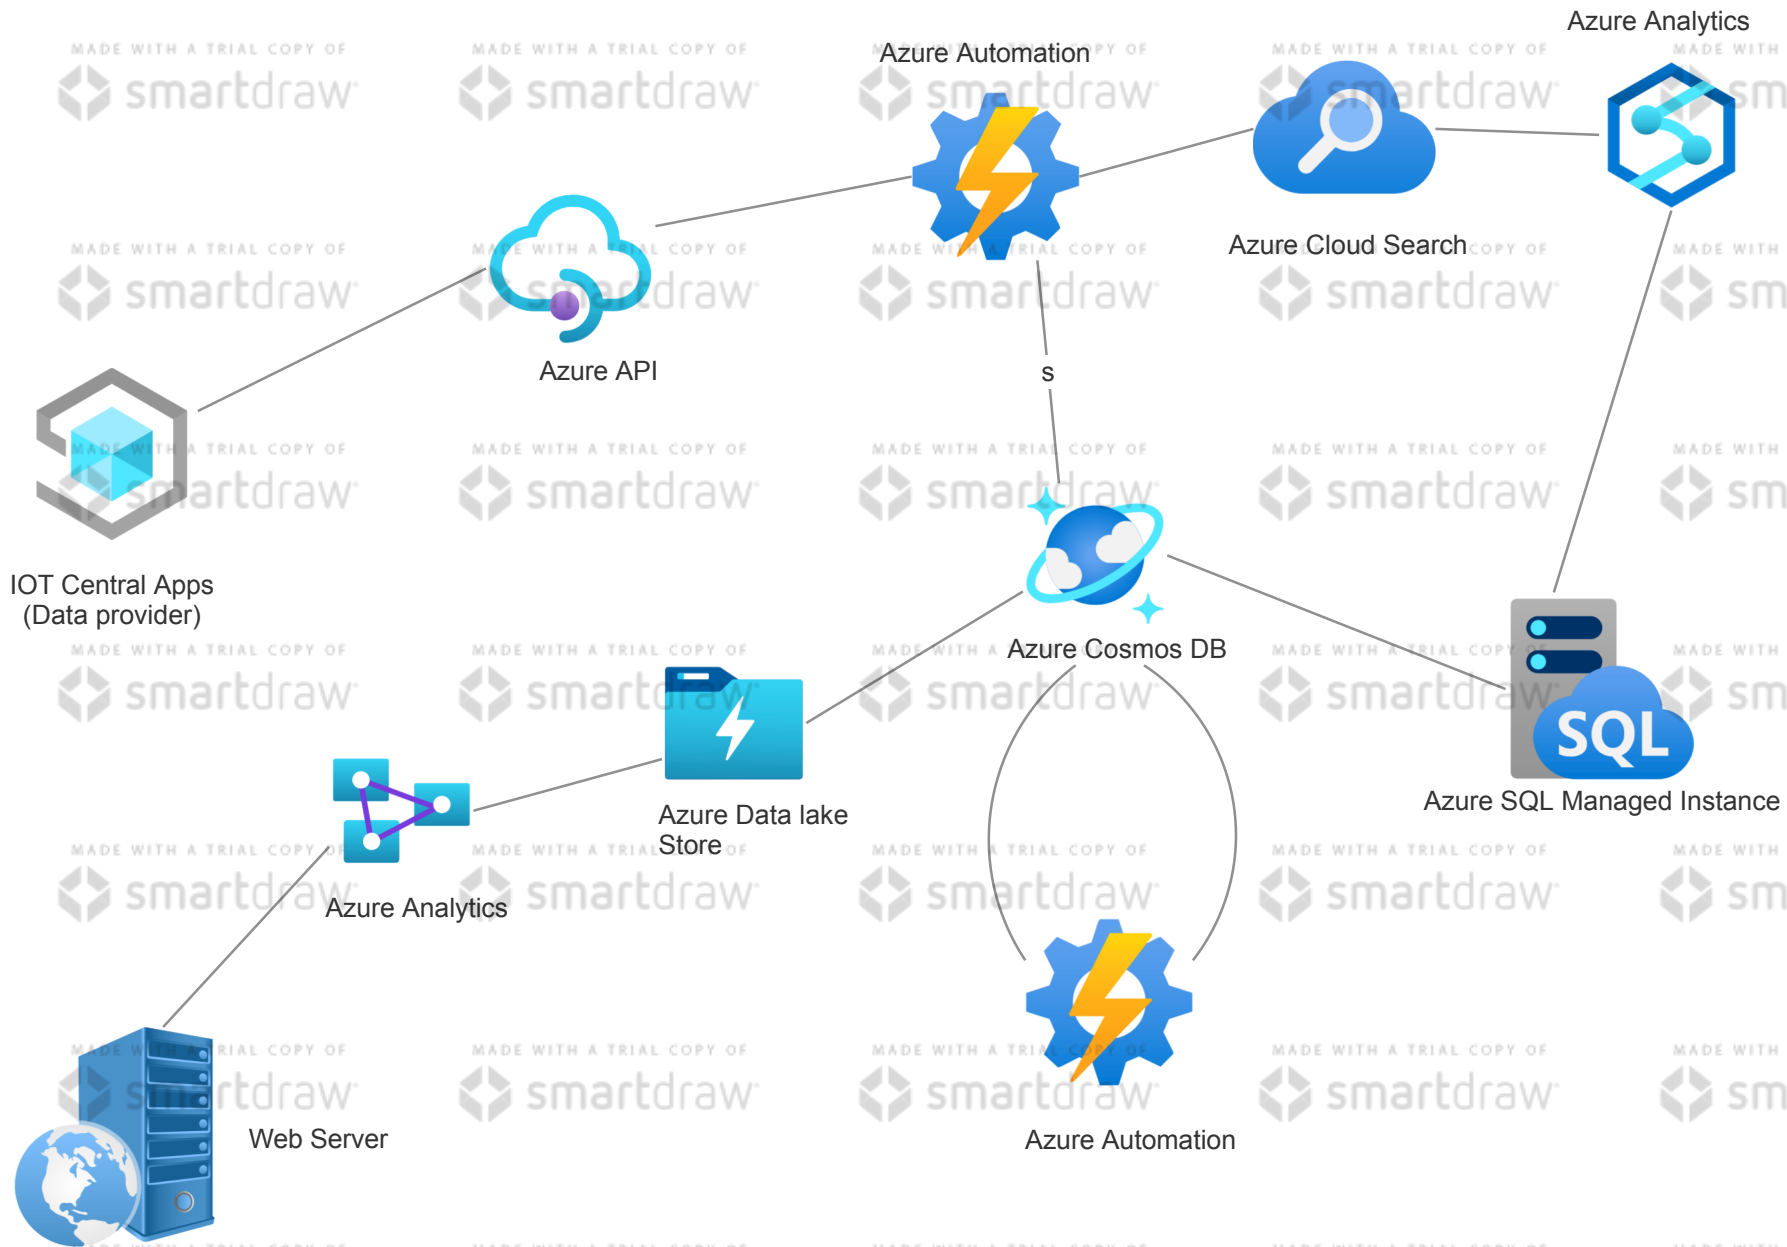 Azure Analytics
Azure Automation
MADE WITH A TRIAL COPY OF
smartdraw
Azure Cloud Search
Azure API
s
IOT Central Apps
(Data provider)
Azure Cosmos DB
SQL
Azure SQL Managed Instance
Azure Data lake
Store
Azure Analytics
Web Server
Azure Automation